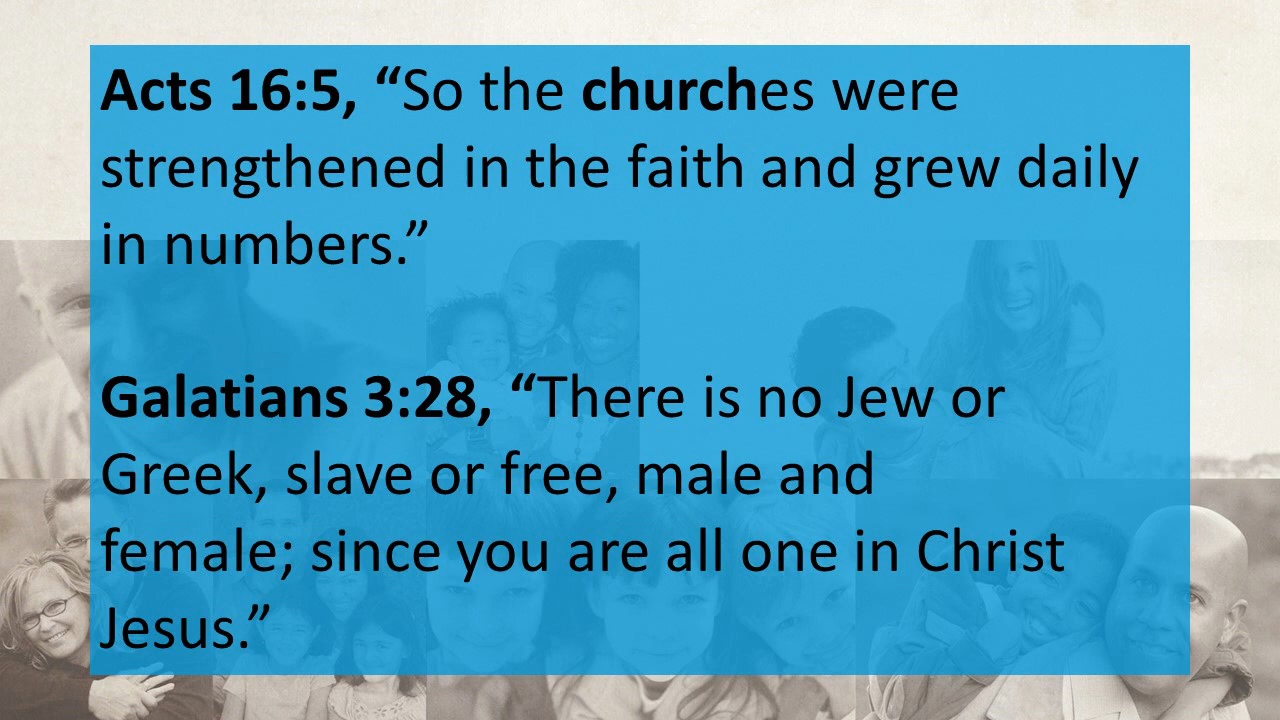 Acts 16:5, “So the churches were
strengthened in the faith and grew daily
in numbers.”
Galatians 3:28, “There is no Jew or
Greek, slave or free, male and
female; since you are all one in Christ
Jesus.”